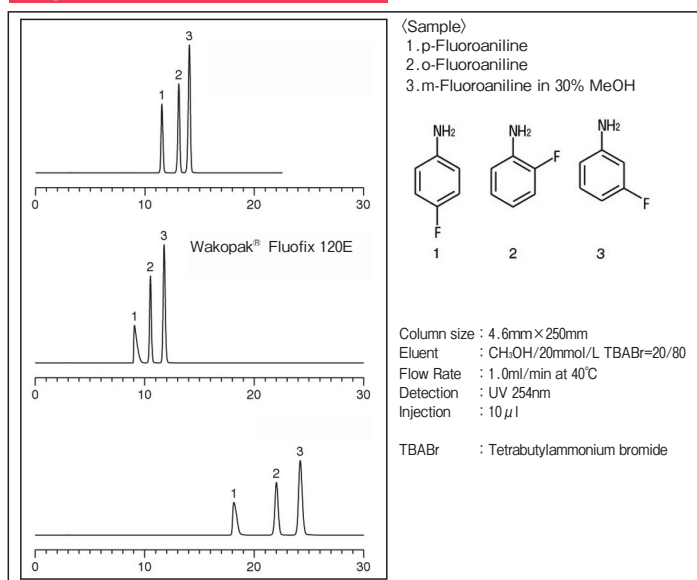 〈Sample〉
1.p-Fluoroaniline
2.o-Fluoroaniline
3.m-Fluoroaniline in 30% MeOH
NH₂
NH₂
NH₂
F
F
F
1
2
3
Column size : 4.6mm×250mm
Eluent : CH₃OH/20mmol/L TBABr=20/80
Flow Rate : 1.0ml/min at 40℃
Detection : UV 254nm
Injection : 10μl
TBABr : Tetrabutylammonium bromide
1
2
3
0 10 20 30
Wakopak® Fluofix 120E
1
2
3
0 10 20 30
1
2
3
0 10 20 30